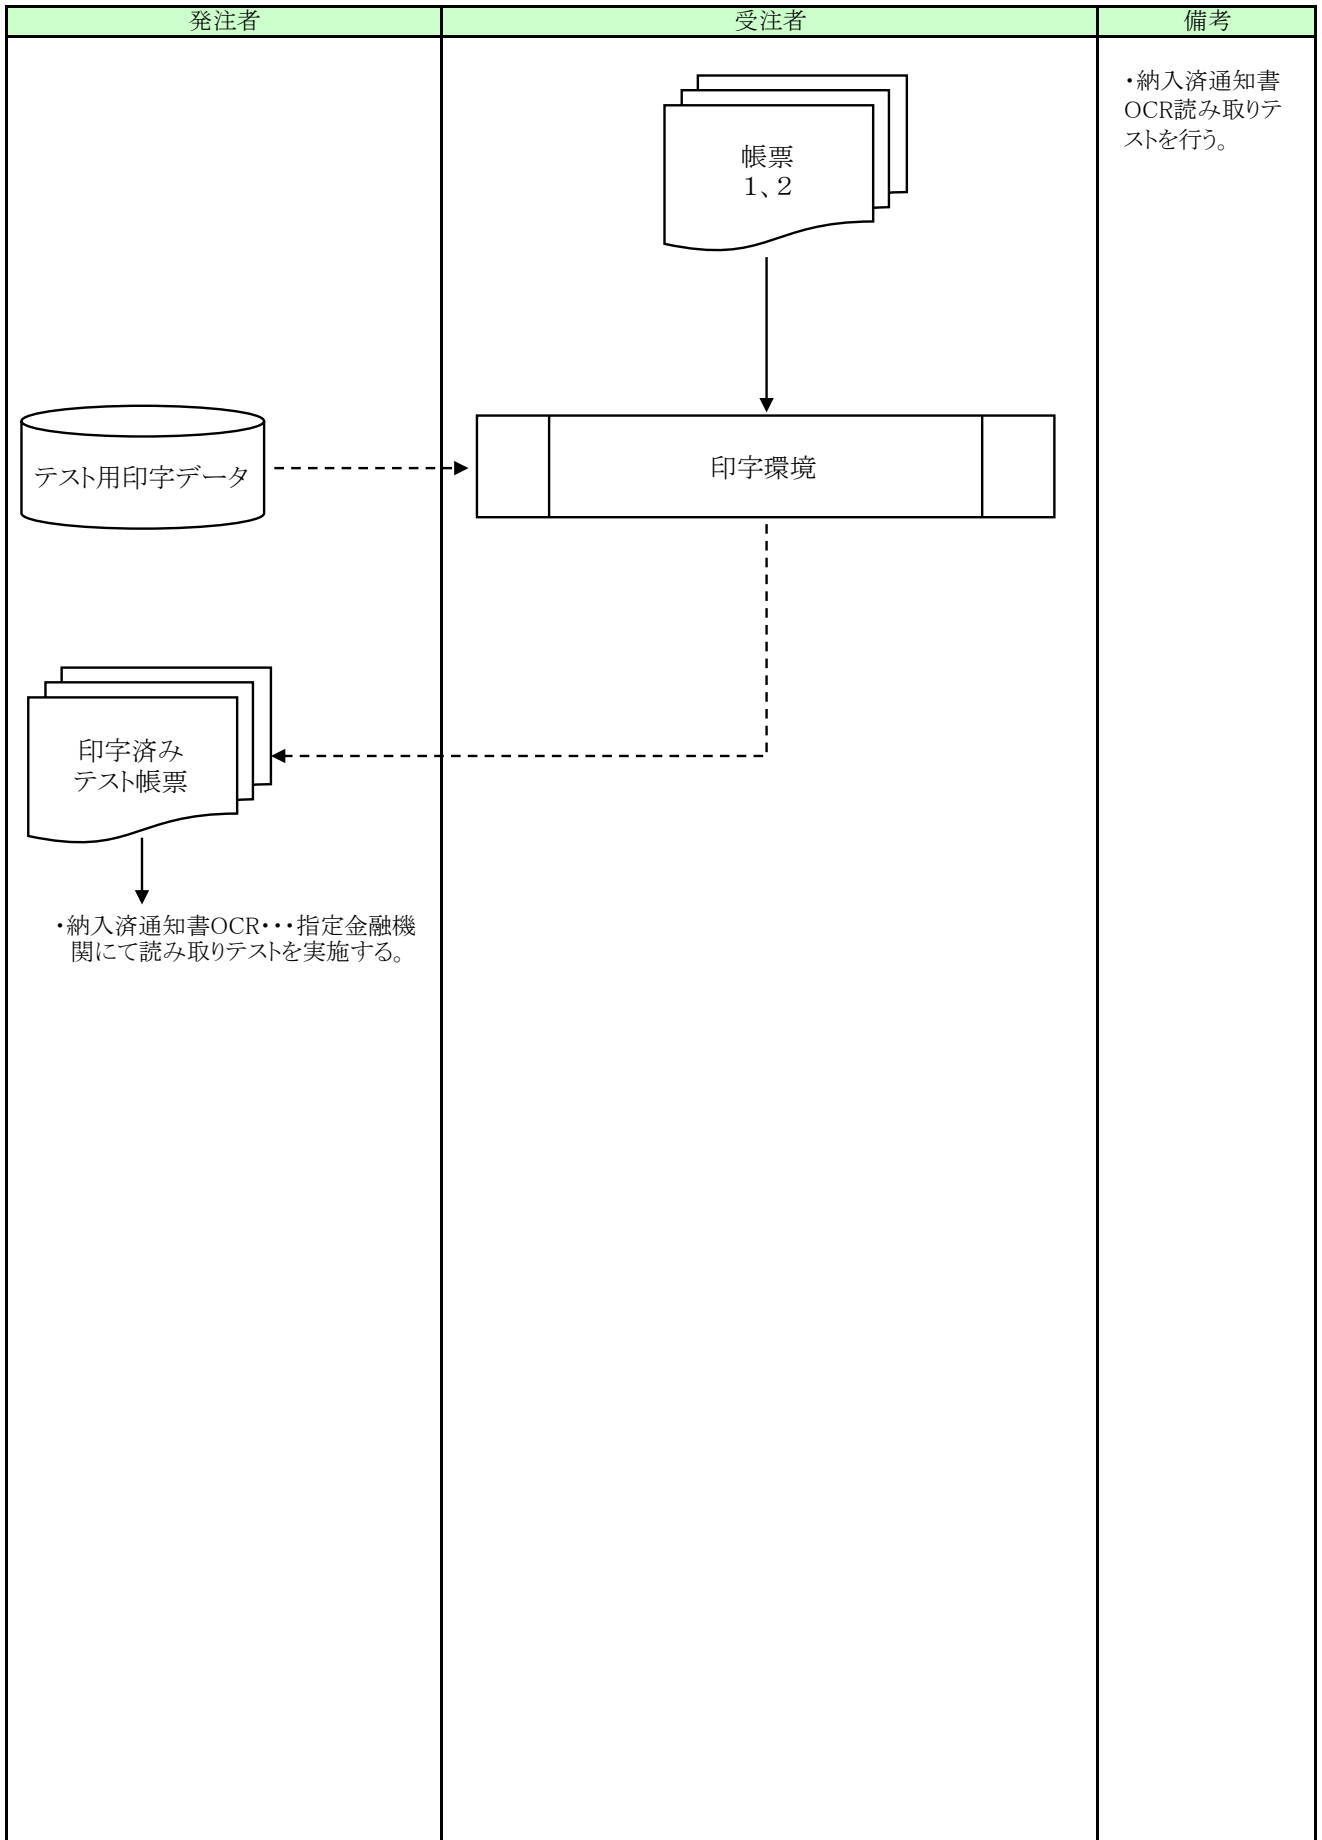 発注者
受注者
備考
・納入済通知書
OCR読み取りテ
ストを行う。
帳票
１、２
テスト用印字データ
印字環境
印字済み
テスト帳票
・納入済通知書OCR・・・指定金融機
関にて読み取りテストを実施する。